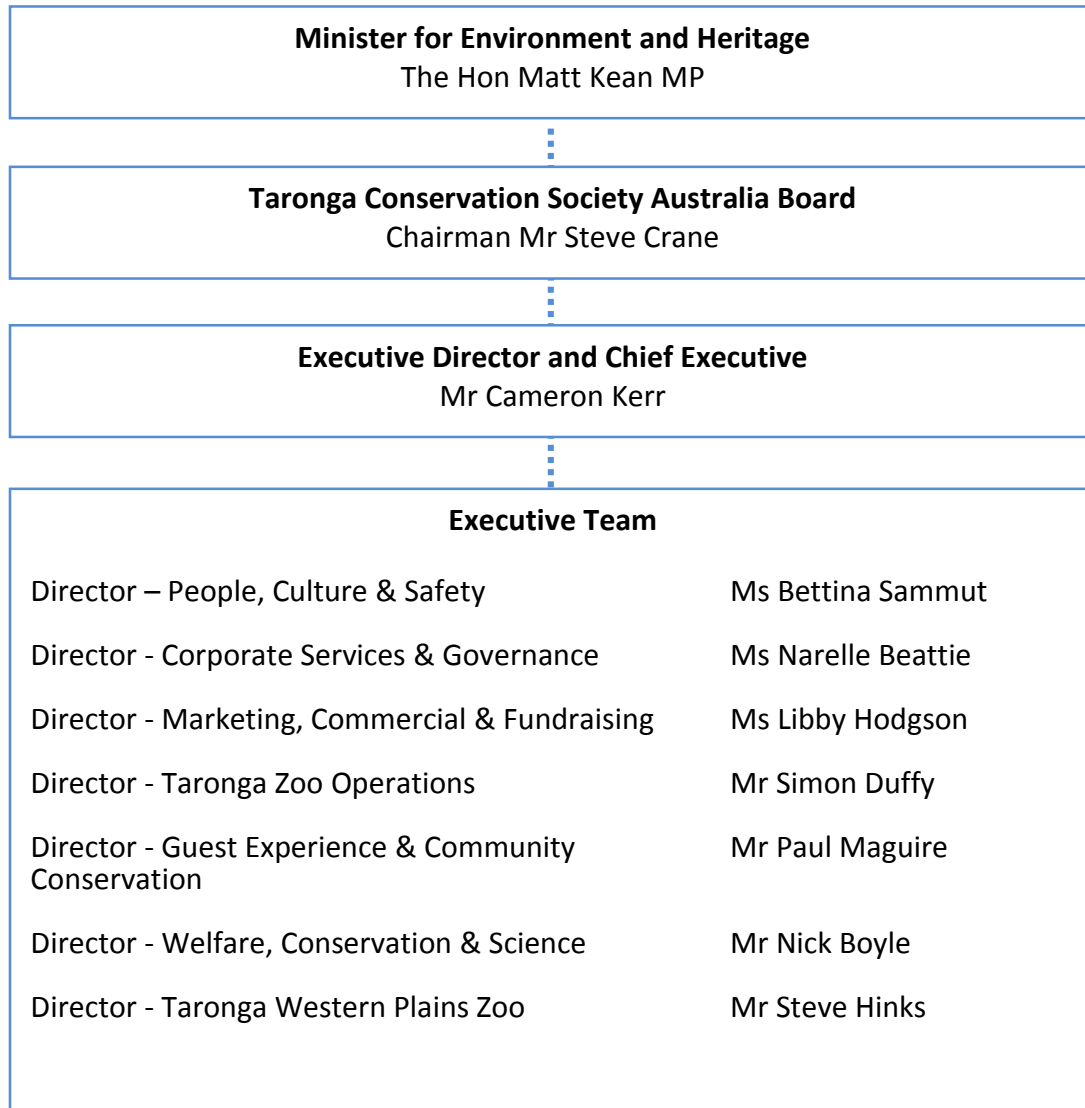 Minister for Environment and Heritage
The Hon Matt Kean MP
Taronga Conservation Society Australia Board
Chairman Mr Steve Crane
Executive Director and Chief Executive
Mr Cameron Kerr
Executive Team
Director – People, Culture & Safety Ms Bettina Sammut
Director - Corporate Services & Governance Ms Narelle Beattie
Director - Marketing, Commercial & Fundraising Ms Libby Hodgson
Director - Taronga Zoo Operations Mr Simon Duffy
Director - Guest Experience & Community Mr Paul Maguire
Conservation
Director - Welfare, Conservation & Science Mr Nick Boyle
Director - Taronga Western Plains Zoo Mr Steve Hinks